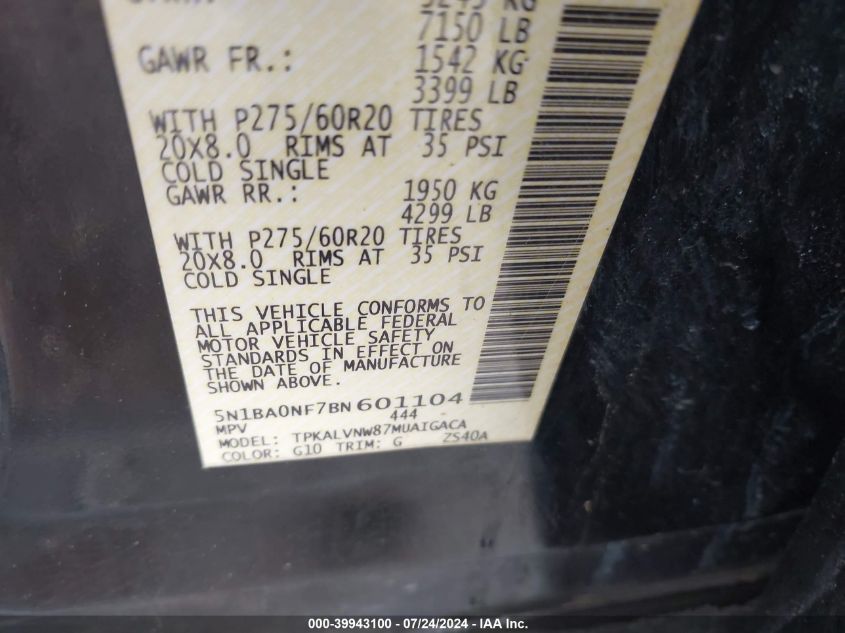 7150 LB
GAWR FR.: 1542 KG
3399 LB
WITH P275/60R20 TIRES
20X8.0 RIMS AT 35 PSI
COLD SINGLE
GAWR RR.: 1950 KG
4299 LB
WITH P275/60R20 TIRES
20X8.0 RIMS AT 35 PSI
COLD SINGLE
THIS VEHICLE CONFORMS TO
ALL APPLICABLE FEDERAL
MOTOR VEHICLE SAFETY
STANDARDS IN EFFECT ON
THE DATE OF MANUFACTURE
SHOWN ABOVE.
5N1BA0NF7BN601104
MPV 444
MODEL: TPKALVNW87MUAIGACA
COLOR: G10 TRIM: G ZS40A
000-39943100 - 07/24/2024 - IAA Inc.